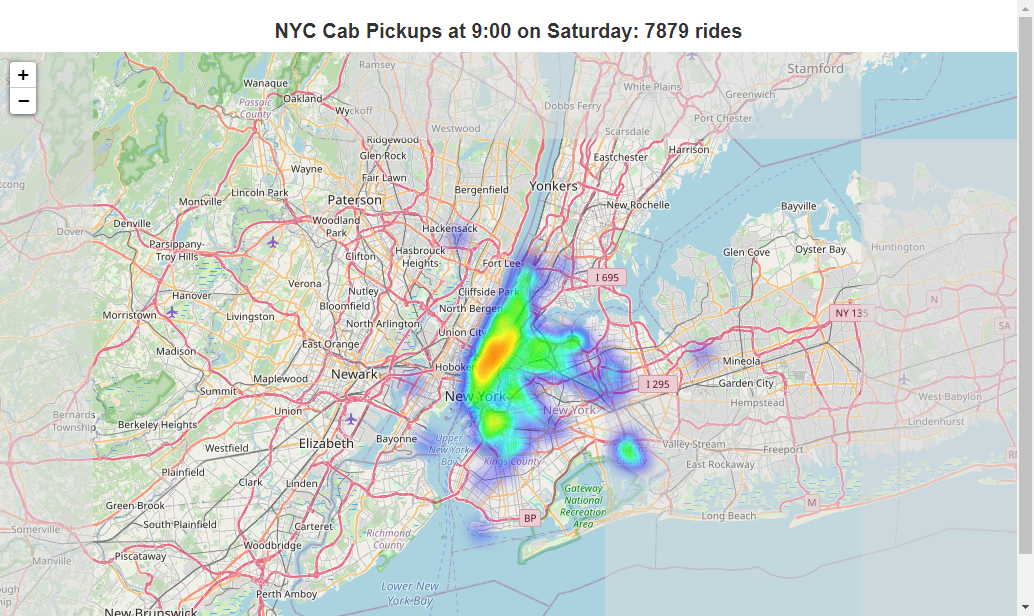 NYC Cab Pickups at 9:00 on Saturday: 7879 rides
+
−
Ramsey
Stamford
Wanaque
White Plains
Greenwich
Oakland
Passaic
County
Wyckoff
Dobbs Ferry
Port Chester
Westwood
Scarsdale
Ridgewood
Glen Rock
Eastchester
Harrison
Wayne
Fair Lawn
Bergenfield
Yonkers
Lincoln Park
Paterson
Montville
New Rochelle
Bayville
Denville
Woodland
Park
Hackensack
Dover
Parsippany-
Troy Hills
Hasbrouck
Heights
Clifton
Fort Lee
Glen Cove
Oyster Bay
Huntington
I 695
Verona
Nutley
Cliffside Park
Hanover
Bloomfield
North Bergen
N
Morristown
Livingston
North Arlington
Union City
NY 135
SA
East Orange
Madison
Mineola
Newark
Hoboke
Maplewood
I 295
Garden City
Summit
New York
West Babylon
Union
New York
Hempstead
Bernards
Township
Berkeley Heights
Lindenhurst
Elizabeth
Bayonne
Upper
New York
Bay
Valley Stream
Freeport
Westfield
Kings County
East Rockaway
Plainfield
Clark
Linden
Gateway
National
Recreation
Area
Green Brook
M
South Plainfield
Carteret
BP
Long Beach
Somerville
Richmond
County
Woodbridge
Piscataway
Manville
Perth Amboy
Lower New
York Bay
New Brunswick